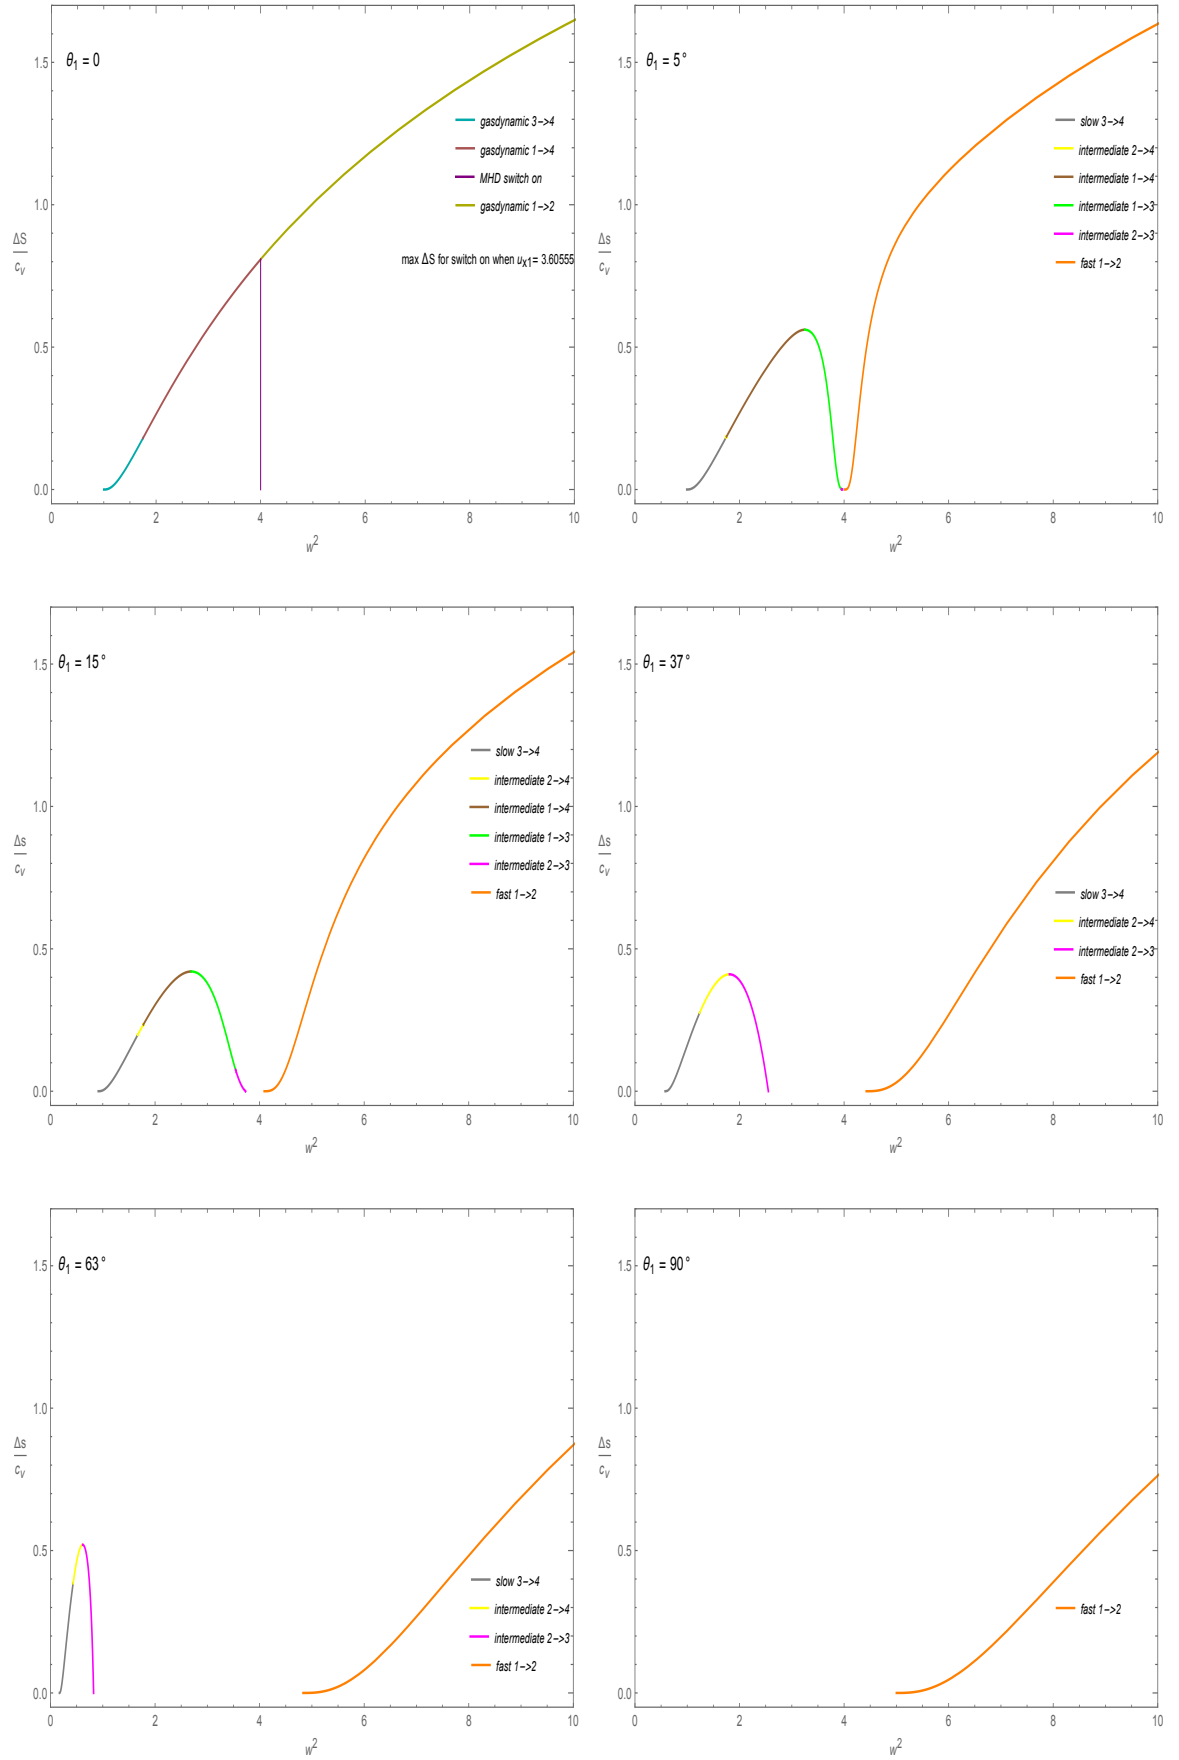 θ1 = 0
gasdynamic 3->4
gasdynamic 1->4
MHD switch on
gasdynamic 1->2
max ΔS for switch on when ux1= 3.60555
ΔS
cv
0.0
0.5
1.0
1.5
0 2 4 6 8 10
w2
θ1 = 5°
slow 3->4
intermediate 2->4
intermediate 1->4
intermediate 1->3
intermediate 2->3
fast 1->2
Δs
cv
0.0
0.5
1.0
1.5
0 2 4 6 8 10
w2
θ1 = 15°
slow 3->4
intermediate 2->4
intermediate 1->4
intermediate 1->3
intermediate 2->3
fast 1->2
Δs
cv
0.0
0.5
1.0
1.5
0 2 4 6 8 10
w2
θ1 = 37°
slow 3->4
intermediate 2->4
intermediate 2->3
fast 1->2
Δs
cv
0.0
0.5
1.0
1.5
0 2 4 6 8 10
w2
θ1 = 63°
slow 3->4
intermediate 2->4
intermediate 2->3
fast 1->2
Δs
cv
0.0
0.5
1.0
1.5
0 2 4 6 8 10
w2
θ1 = 90°
fast 1->2
Δs
cv
0.0
0.5
1.0
1.5
0 2 4 6 8 10
w2